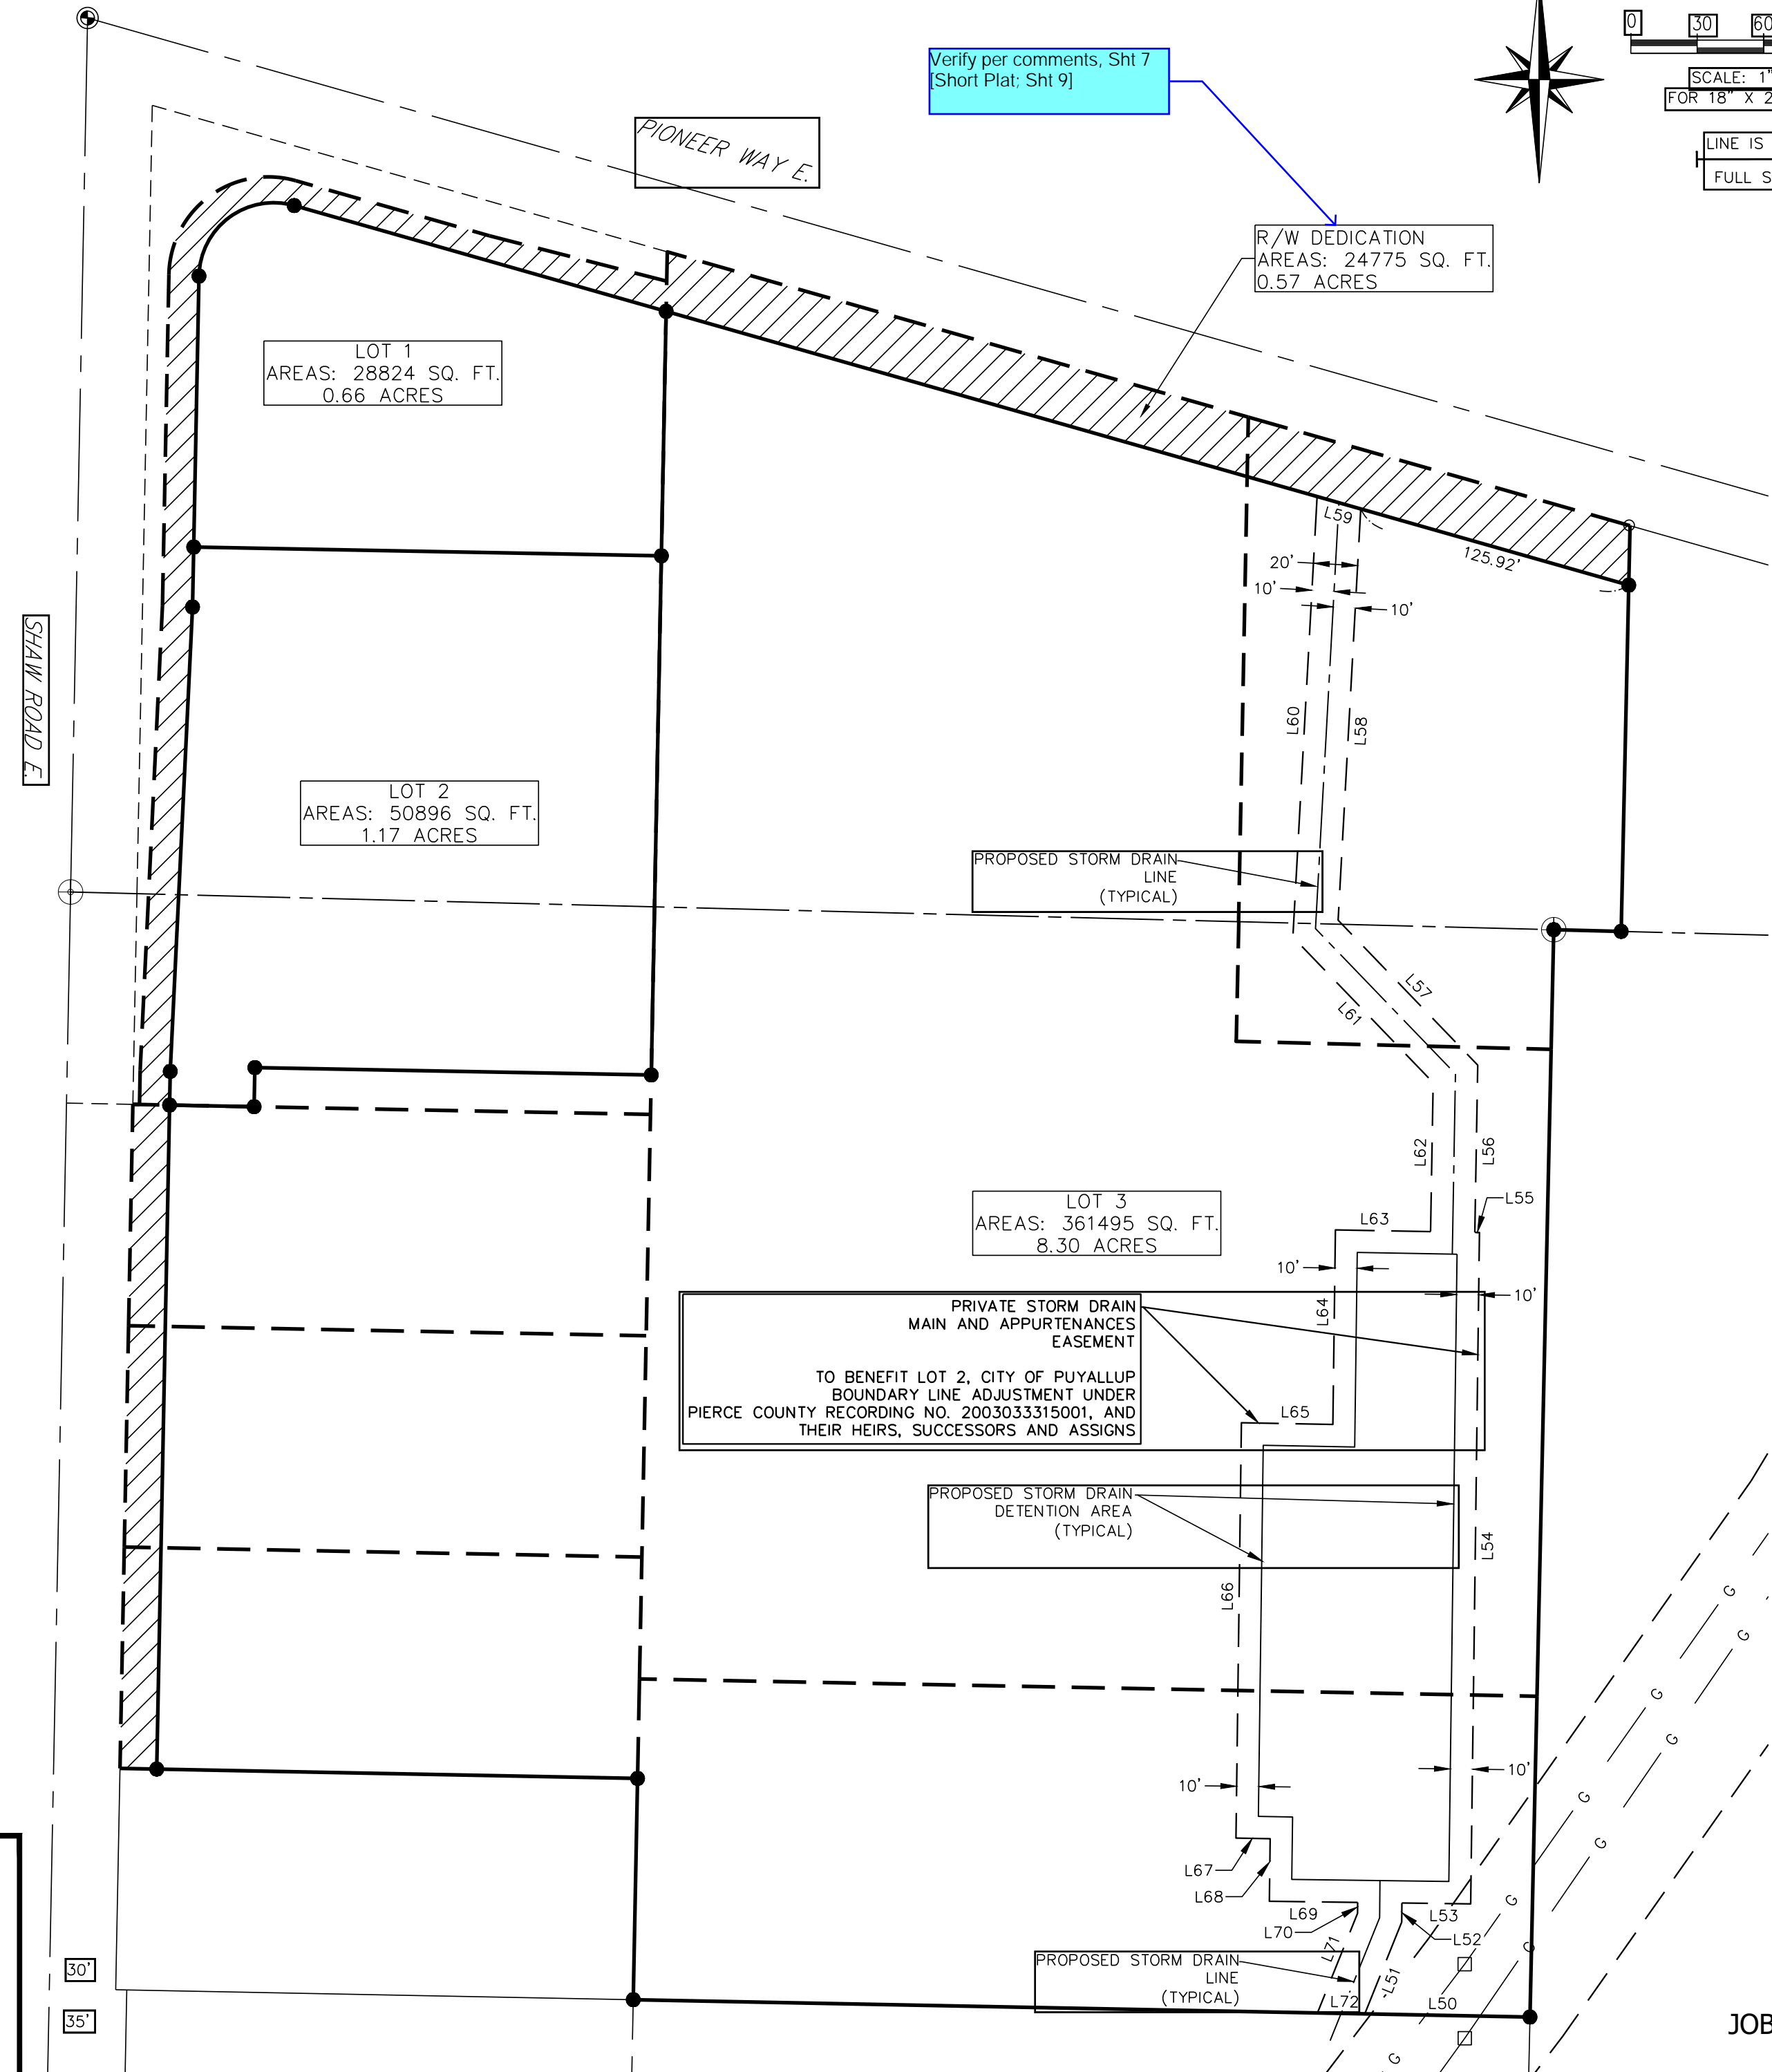 Verify per comments, Sht 7
[Short Plat; Sht 9]
0
30
60
SCALE: 1"
FOR 18" X 2
LINE IS
FULL S
PIONEER WAY E.
R/W DEDICATION
AREAS: 24775 SQ. FT.
0.57 ACRES
LOT 1
AREAS: 28824 SQ. FT.
0.66 ACRES
L59
125.92'
20'
10'
10'
SHAW ROAD E.
L60
L58
LOT 2
AREAS: 50896 SQ. FT.
1.17 ACRES
PROPOSED STORM DRAIN
LINE
(TYPICAL)
L57
L61
L62
L56
L55
LOT 3
AREAS: 361495 SQ. FT.
8.30 ACRES
L63
10'
10'
L64
PRIVATE STORM DRAIN
MAIN AND APPURTENANCES
EASEMENT
TO BENEFIT LOT 2, CITY OF PUYALLUP
BOUNDARY LINE ADJUSTMENT UNDER
PIERCE COUNTY RECORDING NO. 2003033315001, AND
THEIR HEIRS, SUCCESSORS AND ASSIGNS
L65
PROPOSED STORM DRAIN
DETENTION AREA
(TYPICAL)
L54
L66
G
G
G
G
G
G
G
G
G
10'
10'
L67
L68
L69
L70
L53
L52
L71
L51
PROPOSED STORM DRAIN
LINE
(TYPICAL)
L72
L50
30'
35'
JOB